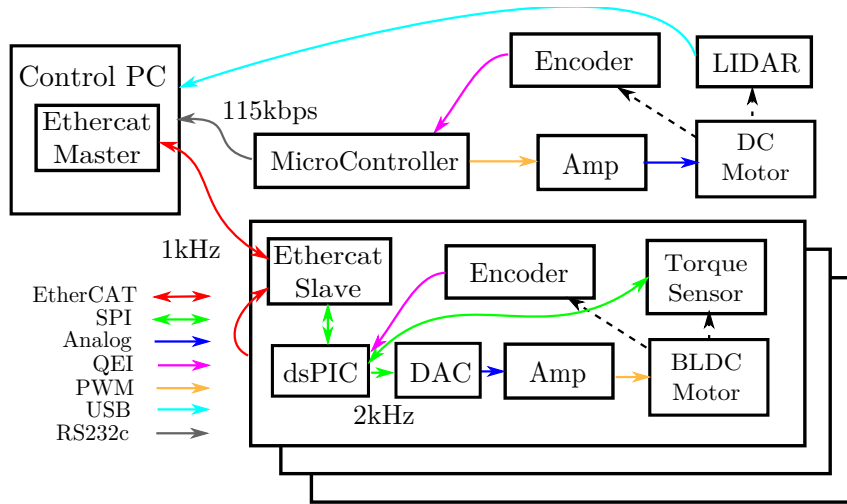 Control PC
Ethercat
Master
115kbps
MicroController
Encoder
LIDAR
Amp
DC
Motor
1kHz
Ethercat
Slave
Encoder
Torque
Sensor
dsPIC
DAC
Amp
BLDC
Motor
2kHz
EtherCAT
SPI
Analog
QEI
PWM
USB
RS232c